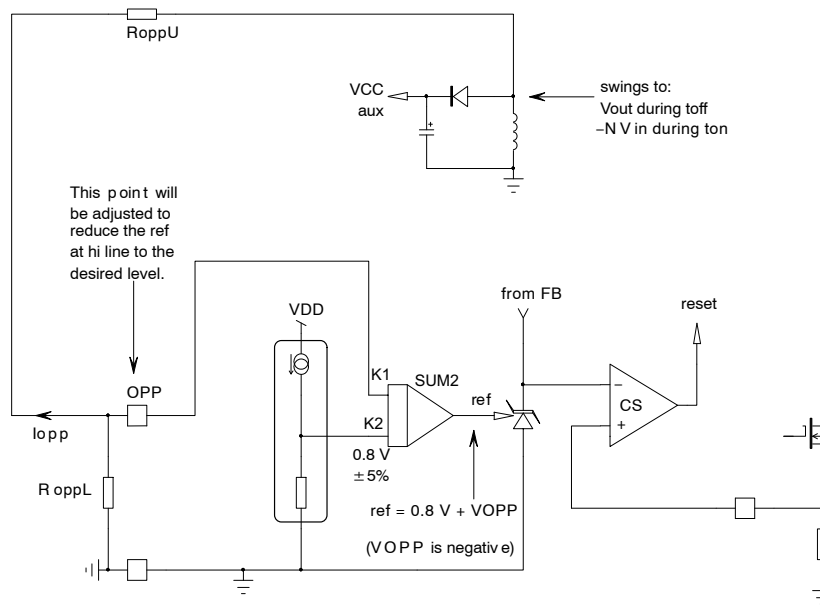 RoppU
VCC
aux
swings to:
Vout during toff
−N V in during ton
This point will
be adjusted to
reduce the ref
at hi line to the
desired level.
from FB
reset
VDD
OPP
K1
SUM2
ref
CS
−
+
K2
Iopp
0.8 V
±5%
R oppL
ref = 0.8 V + VOPP
(VOPP is negative)
+